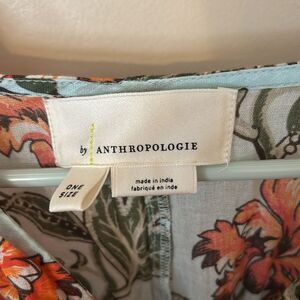 by ANTHROPOLOGIE
ONE
SIZE
made in india
fabriqué en inde